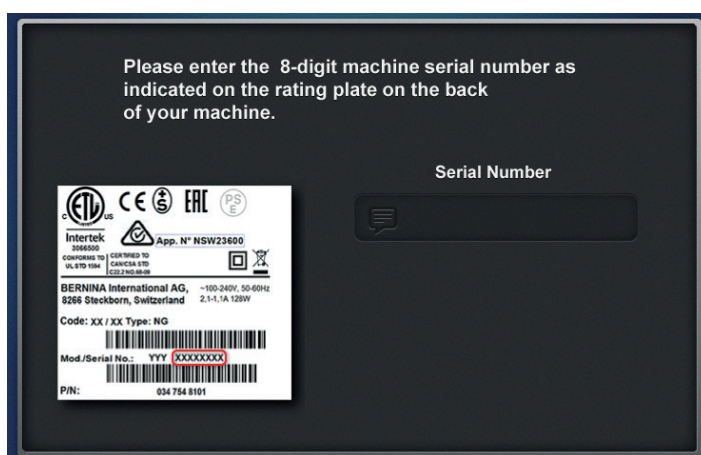 Please enter the 8-digit machine serial number as
indicated on the rating plate on the back
of your machine.
Serial Number
ETL
C US
CE S EAC PS E
Intertek
3066500
App. N° NSW23600
CONFORMS TO
UL STD 1594
CERTIFIED TO
CAN/CSA STD
C22.2 NO.68-09
BERNINA International AG,
8266 Steckborn, Switzerland
~100-240V, 50-60Hz
2,1-1,1A 128W
Code: XX / XX Type: NG
Mod./Serial No.: YYY XXXXXXXX
P/N: 034 754 8101